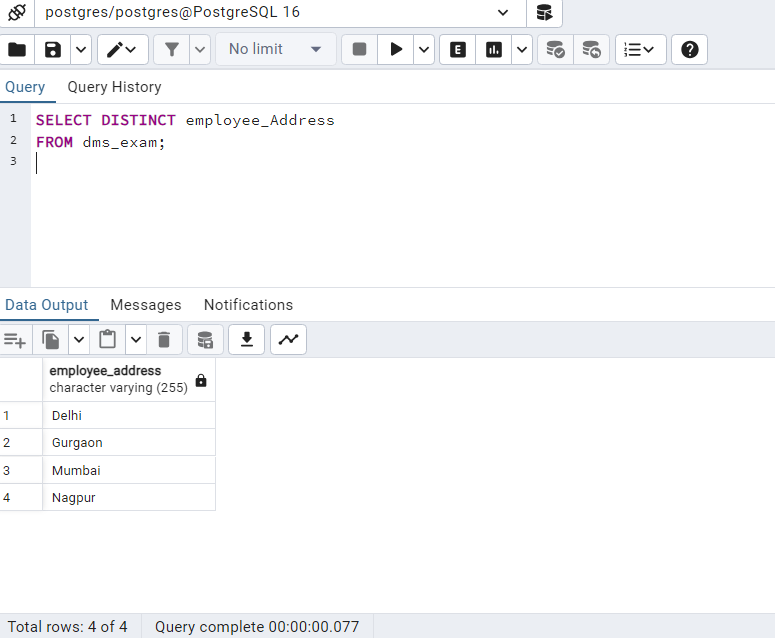 postgres/postgres@PostgreSQL 16
No limit
E
Query Query History
1 SELECT DISTINCT employee_Address
2 FROM dms_exam;
3
Data Output Messages Notifications
employee_address
character varying (255)
1 Delhi
2 Gurgaon
3 Mumbai
4 Nagpur
Total rows: 4 of 4 Query complete 00:00:00.077